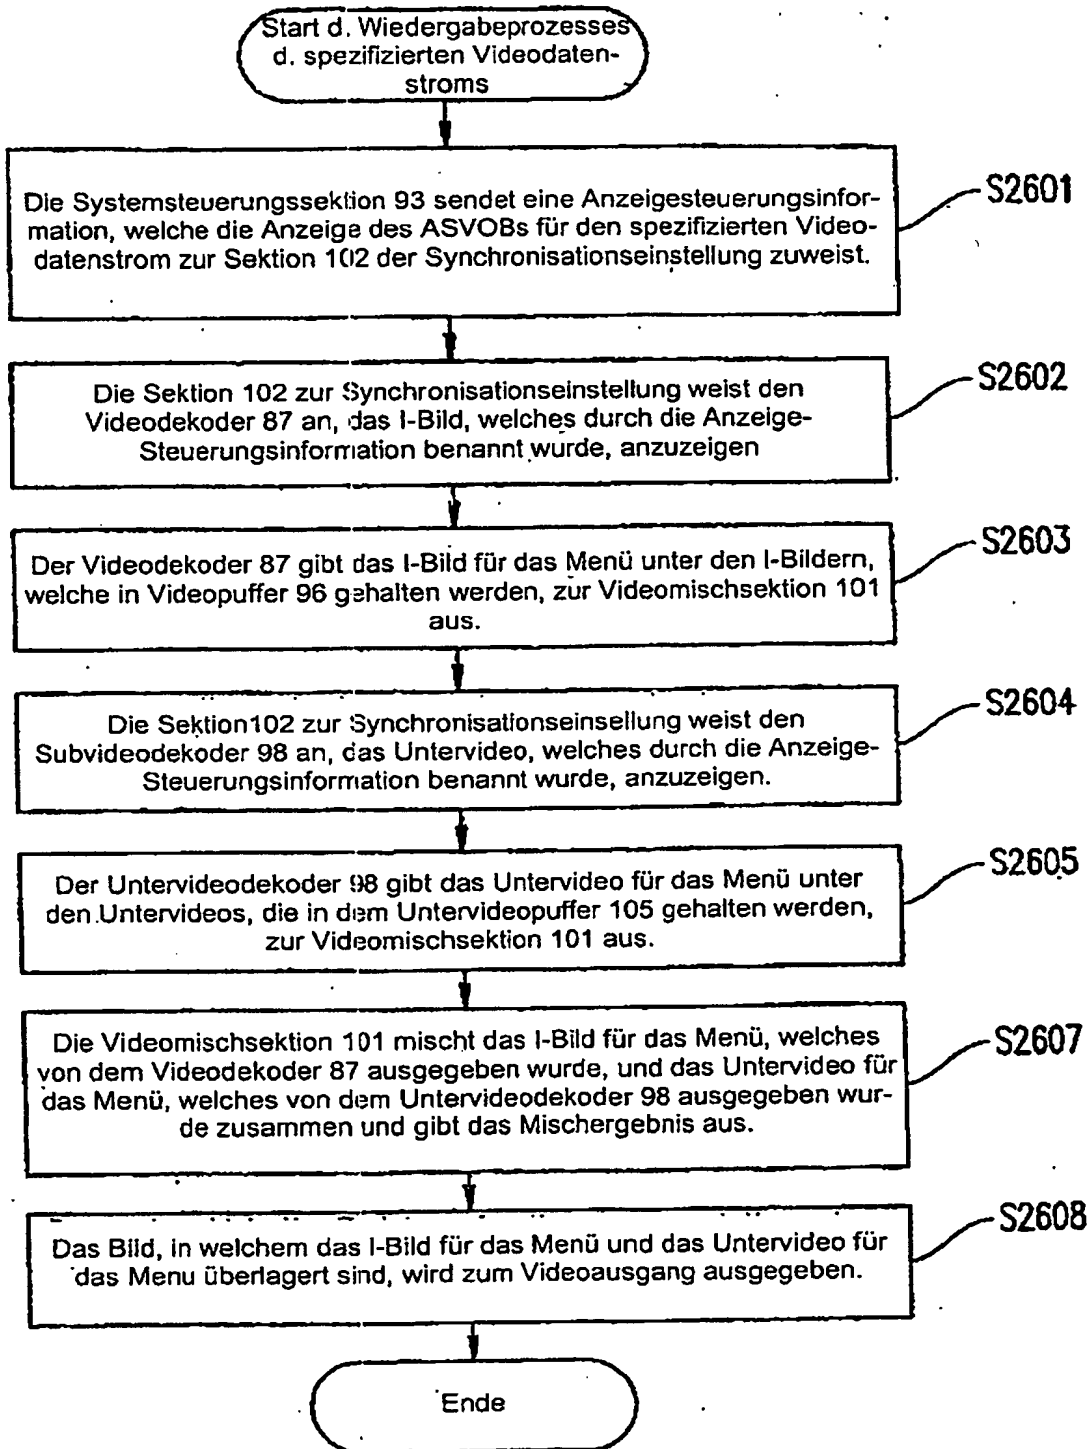 Start d. Wiedergabeprozesses
d. spezifizierten Videodaten-
stroms
Die Systemsteuerungssektion 93 sendet eine Anzeigesteuerungsinfor-
mation, welche die Anzeige des ASVOBs für den spezifizierten Video-
datenstrom zur Sektion 102 der Synchronisationseinstellung zuweist.
S2601
Die Sektion 102 zur Synchronisationseinstellung weist den
Videodekoder 87 an, das I-Bild, welches durch die Anzeige-
Steuerungsinformation benannt wurde, anzuzeigen
S2602
Der Videodekoder 87 gibt das I-Bild für das Menü unter den I-Bildern,
welche in Videopuffer 96 gehalten werden, zur Videomischsektion 101
aus.
S2603
Die Sektion102 zur Synchronisationseinsellung weist den
Subvideodekoder 98 an, das Untervideo, welches durch die Anzeige-
Steuerungsinformation benannt wurde, anzuzeigen.
S2604
Der Untervideodekoder 98 gibt das Untervideo für das Menü unter
den Untervideos, die in dem Untervideopuffer 105 gehalten werden,
zur Videomischsektion 101 aus.
S2605
Die Videomischsektion 101 mischt das I-Bild für das Menü, welches
von dem Videodekoder 87 ausgegeben wurde, und das Untervideo für
das Menü, welches von dem Untervideodekoder 98 ausgegeben wur-
de zusammen und gibt das Mischergebnis aus.
S2607
Das Bild, in welchem das I-Bild für das Menü und das Untervideo für
das Menu überlagert sind, wird zum Videoausgang ausgegeben.
S2608
Ende